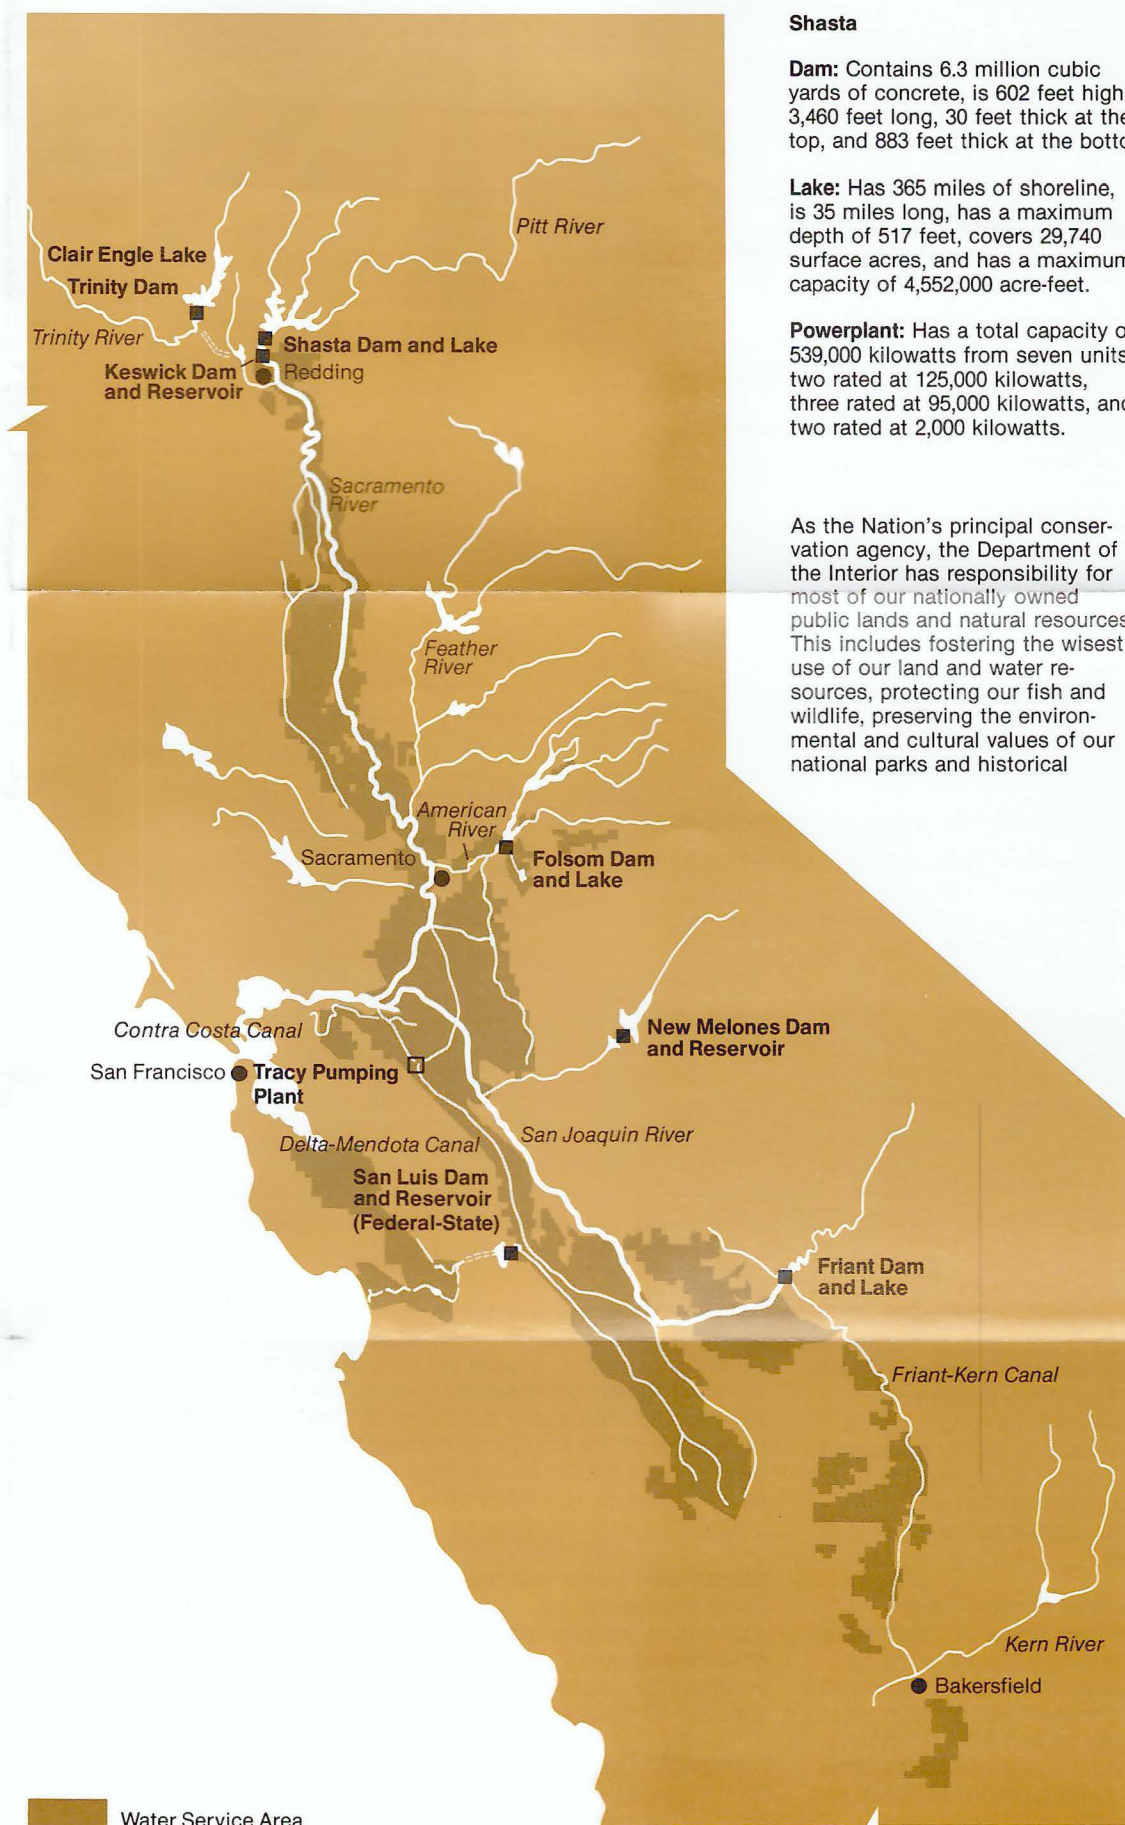 Shasta
Dam: Contains 6.3 million cubic
yards of concrete, is 602 feet high
3,460 feet long, 30 feet thick at the
top, and 883 feet thick at the botto
Lake: Has 365 miles of shoreline,
is 35 miles long, has a maximum
depth of 517 feet, covers 29,740
surface acres, and has a maximum
capacity of 4,552,000 acre-feet.
Powerplant: Has a total capacity o
539,000 kilowatts from seven units
two rated at 125,000 kilowatts,
three rated at 95,000 kilowatts, and
two rated at 2,000 kilowatts.
As the Nation's principal conser-
vation agency, the Department of
the Interior has responsibility for
most of our nationally owned
public lands and natural resources
This includes fostering the wisest
use of our land and water re-
sources, protecting our fish and
wildlife, preserving the environ-
mental and cultural values of our
national parks and historical
Pitt River
Clair Engle Lake
Trinity Dam
Trinity River
Shasta Dam and Lake
Keswick Dam
and Reservoir
Redding
Sacramento
River
Feather
River
American
River
Sacramento
Folsom Dam
and Lake
Contra Costa Canal
New Melones Dam
and Reservoir
San Francisco
Tracy Pumping
Plant
Delta-Mendota Canal
San Joaquin River
San Luis Dam
and Reservoir
(Federal-State)
Friant Dam
and Lake
Friant-Kern Canal
Kern River
Bakersfield
Water Service Area